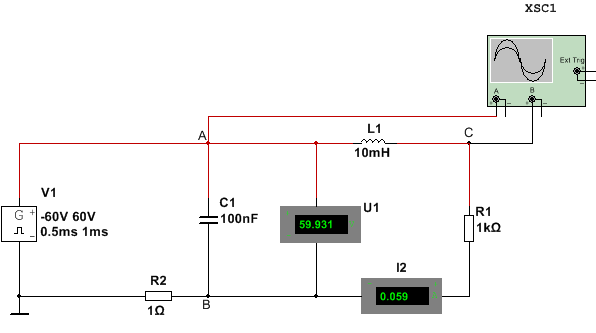 XSC1
Ext Trig
+
-
A
B
+ -
+ -
A
L1
C
10mH
V1
G +
-
-60V 60V
0.5ms 1ms
C1
100nF
U1
59.931
R1
1kΩ
R2
1Ω
B
I2
0.059